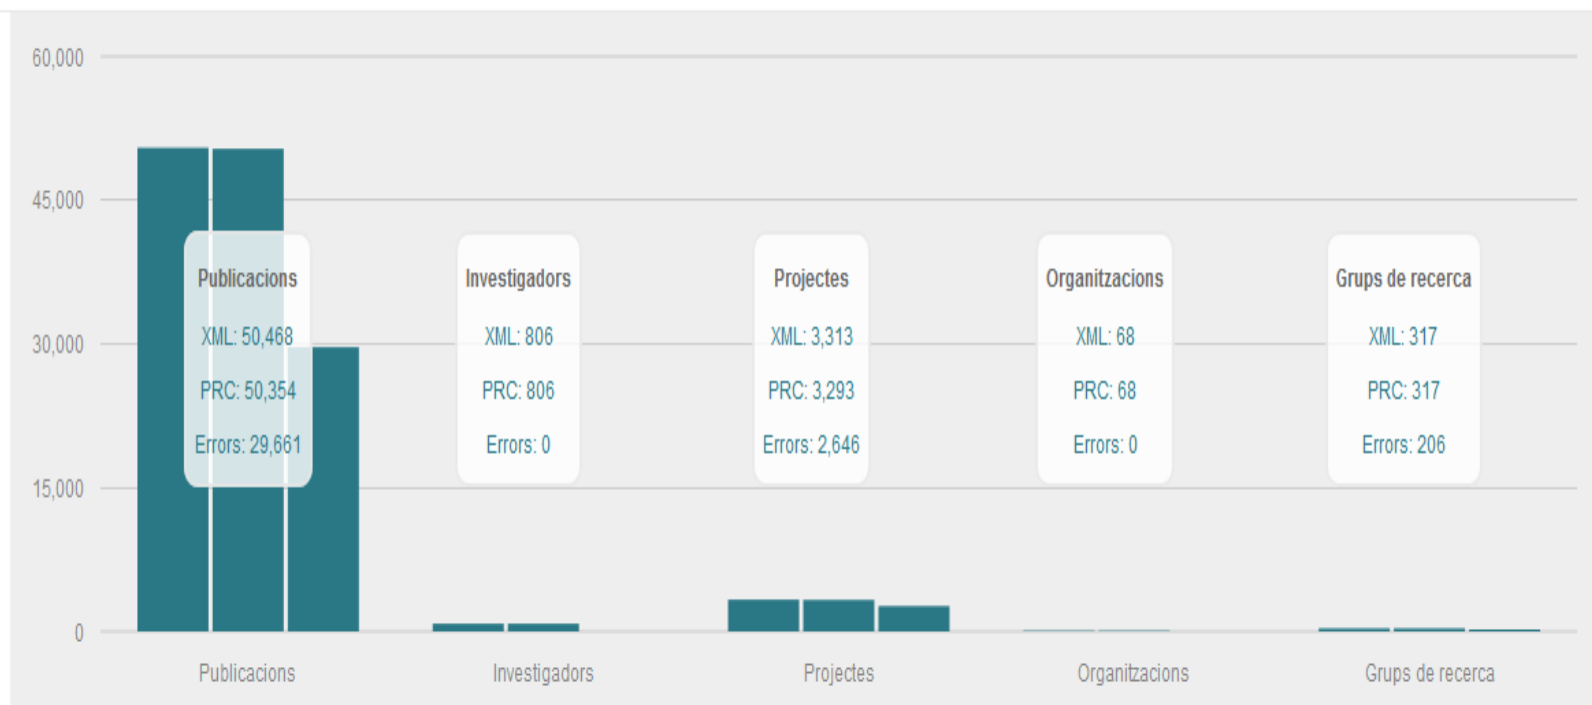 60,000
45,000
30,000
15,000
0
Publicacions
XML: 50,468
PRC: 50,354
Errors: 29,661
Investigadors
XML: 806
PRC: 806
Errors: 0
Projectes
XML: 3,313
PRC: 3,293
Errors: 2,646
Organitzacions
XML: 68
PRC: 68
Errors: 0
Grups de recerca
XML: 317
PRC: 317
Errors: 206
Publicacions
Investigadors
Projectes
Organitzacions
Grups de recerca